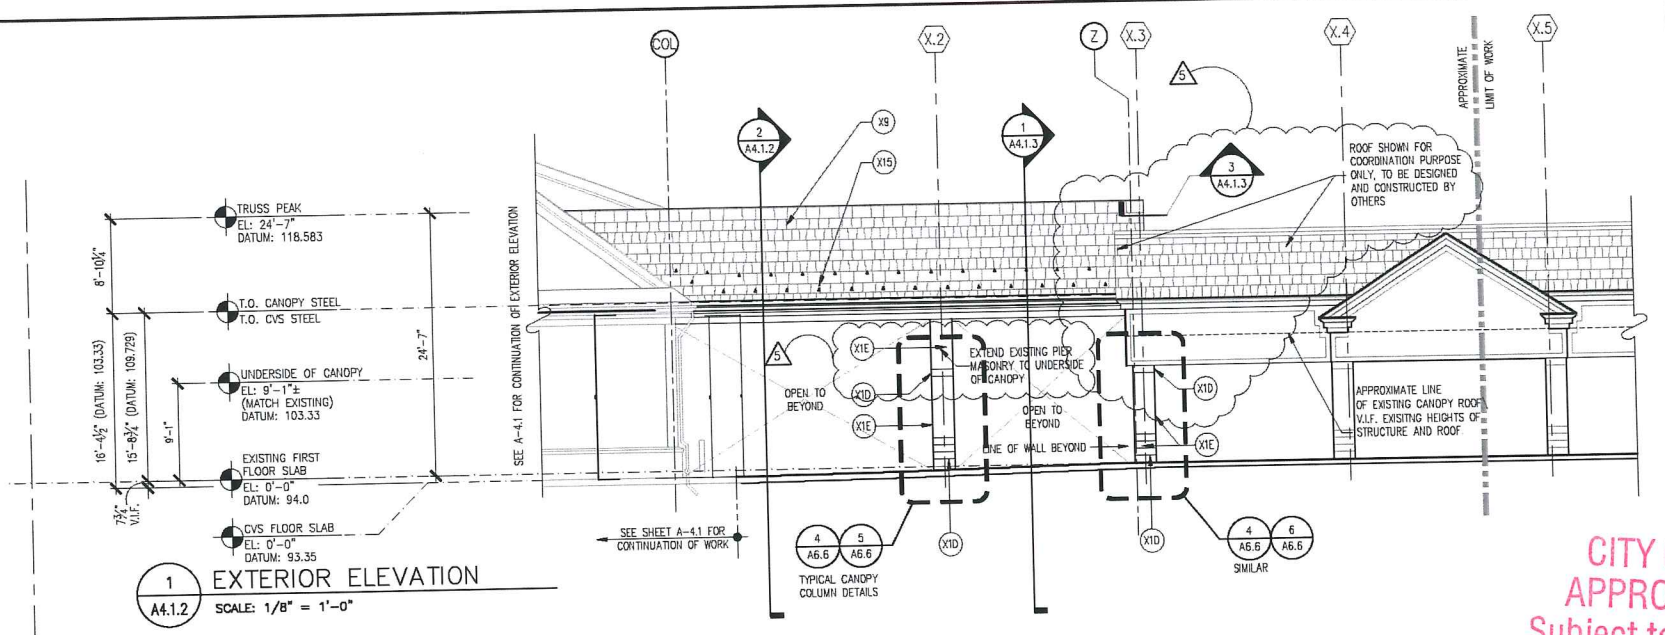 COL
X.2
Z
X.3
X.4
X.5
5
APPROXIMATE
LIMIT OF WORK
2
A4.1.2
1
A4.1.3
X9
X15
3
A4.1.3
ROOF SHOWN FOR
COORDINATION PURPOSE
ONLY, TO BE DESIGNED
AND CONSTRUCTED BY
OTHERS
TRUSS PEAK
EL: 24'-7"
DATUM: 118.583
8'-10¼"
T.O. CANOPY STEEL
T.O. CVS STEEL
24'-7"
16'-4½" (DATUM: 103.33)
15'-8¾" (DATUM: 109.729)
9'-1"
UNDERSIDE OF CANOPY
EL: 9'-1"±
(MATCH EXISTING)
DATUM: 103.33
EXISTING FIRST
FLOOR SLAB
EL: 0'-0"
DATUM: 94.0
7¾"
V.I.F.
CVS FLOOR SLAB
EL: 0'-0"
DATUM: 93.35
SEE A-4.1 FOR CONTINUATION OF EXTERIOR ELEVATION
5
X1E
X1D
X1E
EXTEND EXISTING PIER
MASONRY TO UNDERSIDE
OF CANOPY
OPEN TO
BEYOND
OPEN TO
BEYOND
LINE OF WALL BEYOND
X1D
X1E
APPROXIMATE LINE
OF EXISTING CANOPY ROOF
V.I.F. EXISITNG HEIGHTS OF
STRUCTURE AND ROOF
SEE SHEET A-4.1 FOR
CONTINUATION OF WORK
4
A6.6
5
A6.6
TYPICAL CANOPY
COLUMN DETAILS
X1D
X1D
4
A6.6
6
A6.6
SIMILAR
1
A4.1.2
EXTERIOR ELEVATION
SCALE: 1/8" = 1'-0"
CITY
APPRO
Subject to